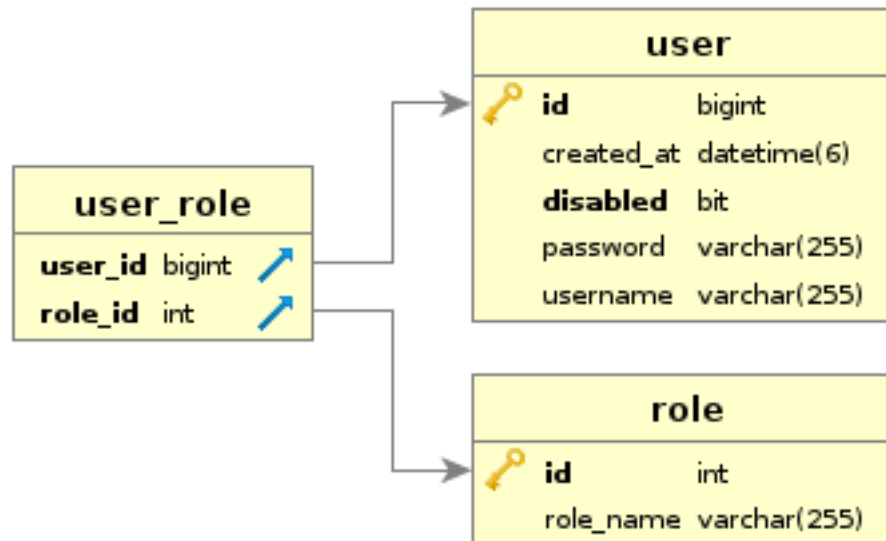 user
id bigint
created_at datetime(6)
disabled bit
password varchar(255)
username varchar(255)
user_role
user_id bigint
role_id int
role
id int
role_name varchar(255)